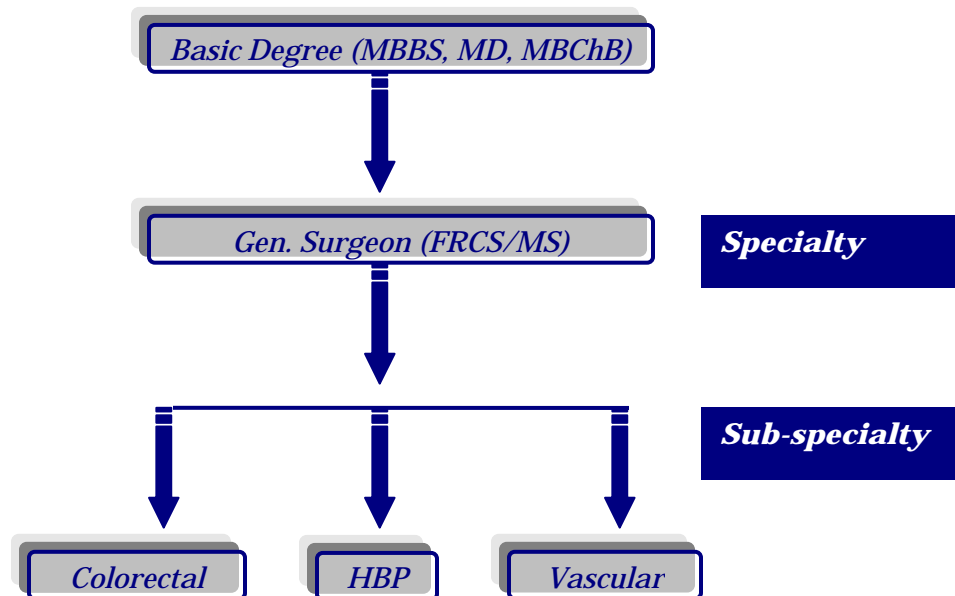 Basic Degree (MBBS, MD, MBChB)
Gen. Surgeon (FRCS/MS)
Specialty
Sub-specialty
Colorectal
HBP
Vascular